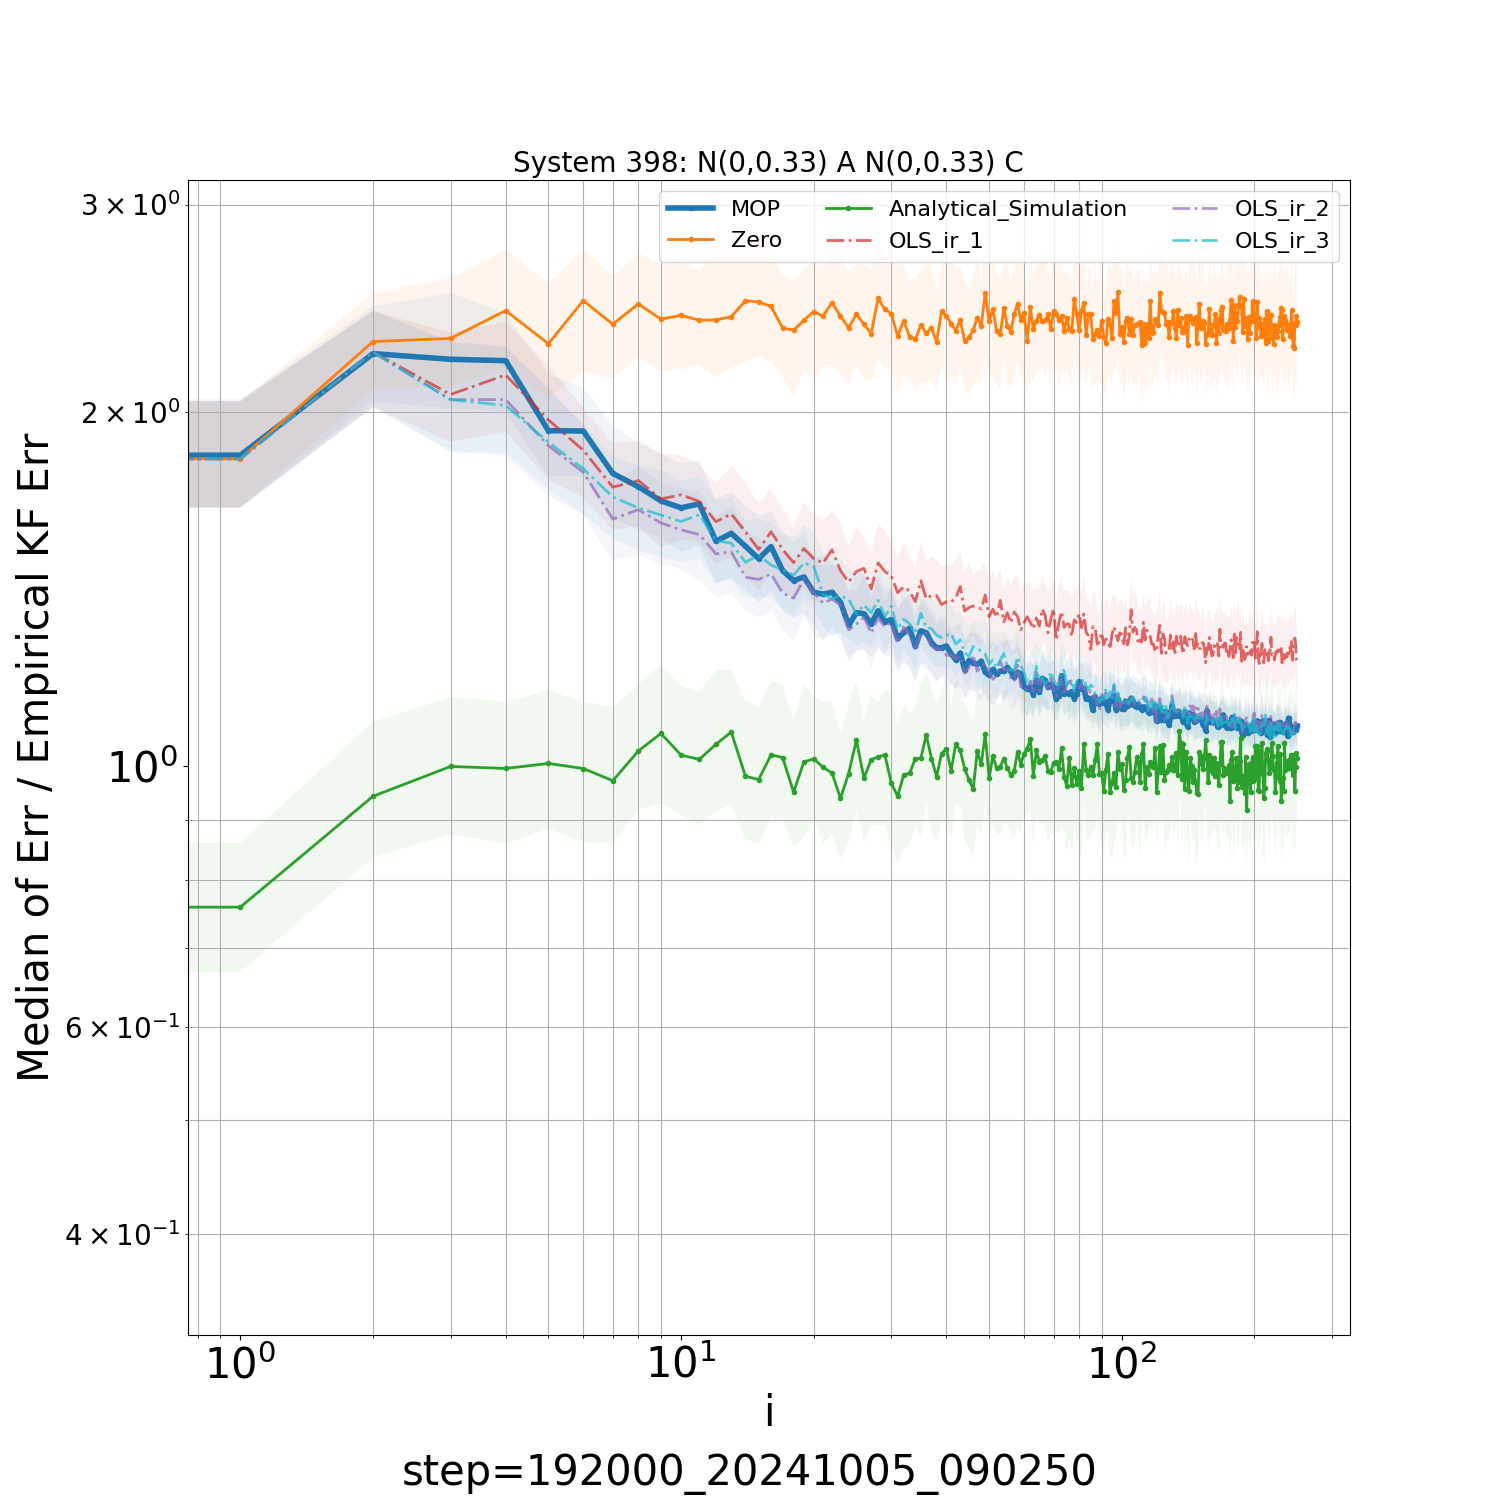 System 398: N(0,0.33) A N(0,0.33) C
MOP
Zero
Analytical_Simulation
OLS_ir_1
OLS_ir_2
OLS_ir_3
3 × 10⁰
2 × 10⁰
10⁰
6 × 10⁻¹
4 × 10⁻¹
Median of Err / Empirical KF Err
10⁰ 10¹ 10²
i
step=192000_20241005_090250